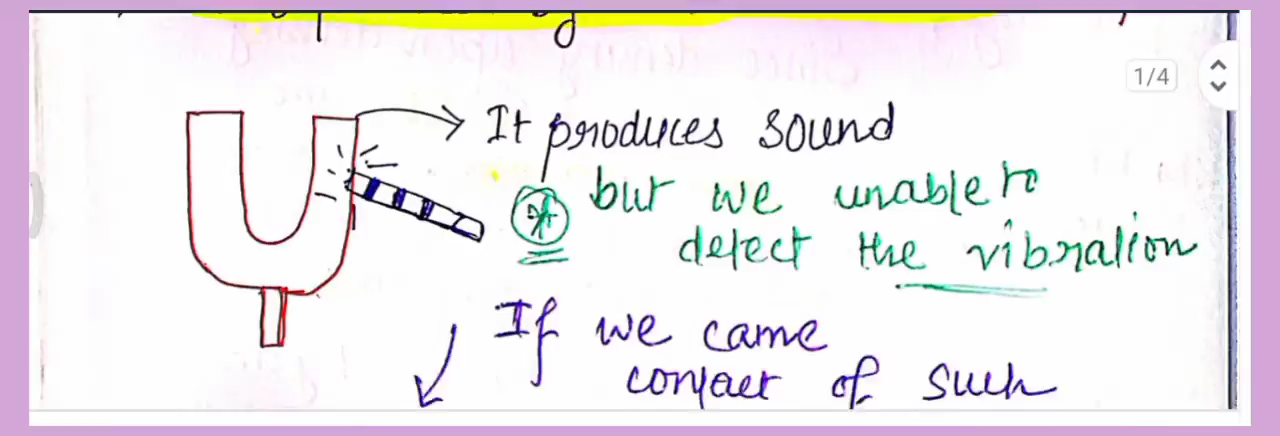 1/4
It produces sound
but we unable to
detect the vibration
If we came
contact of such